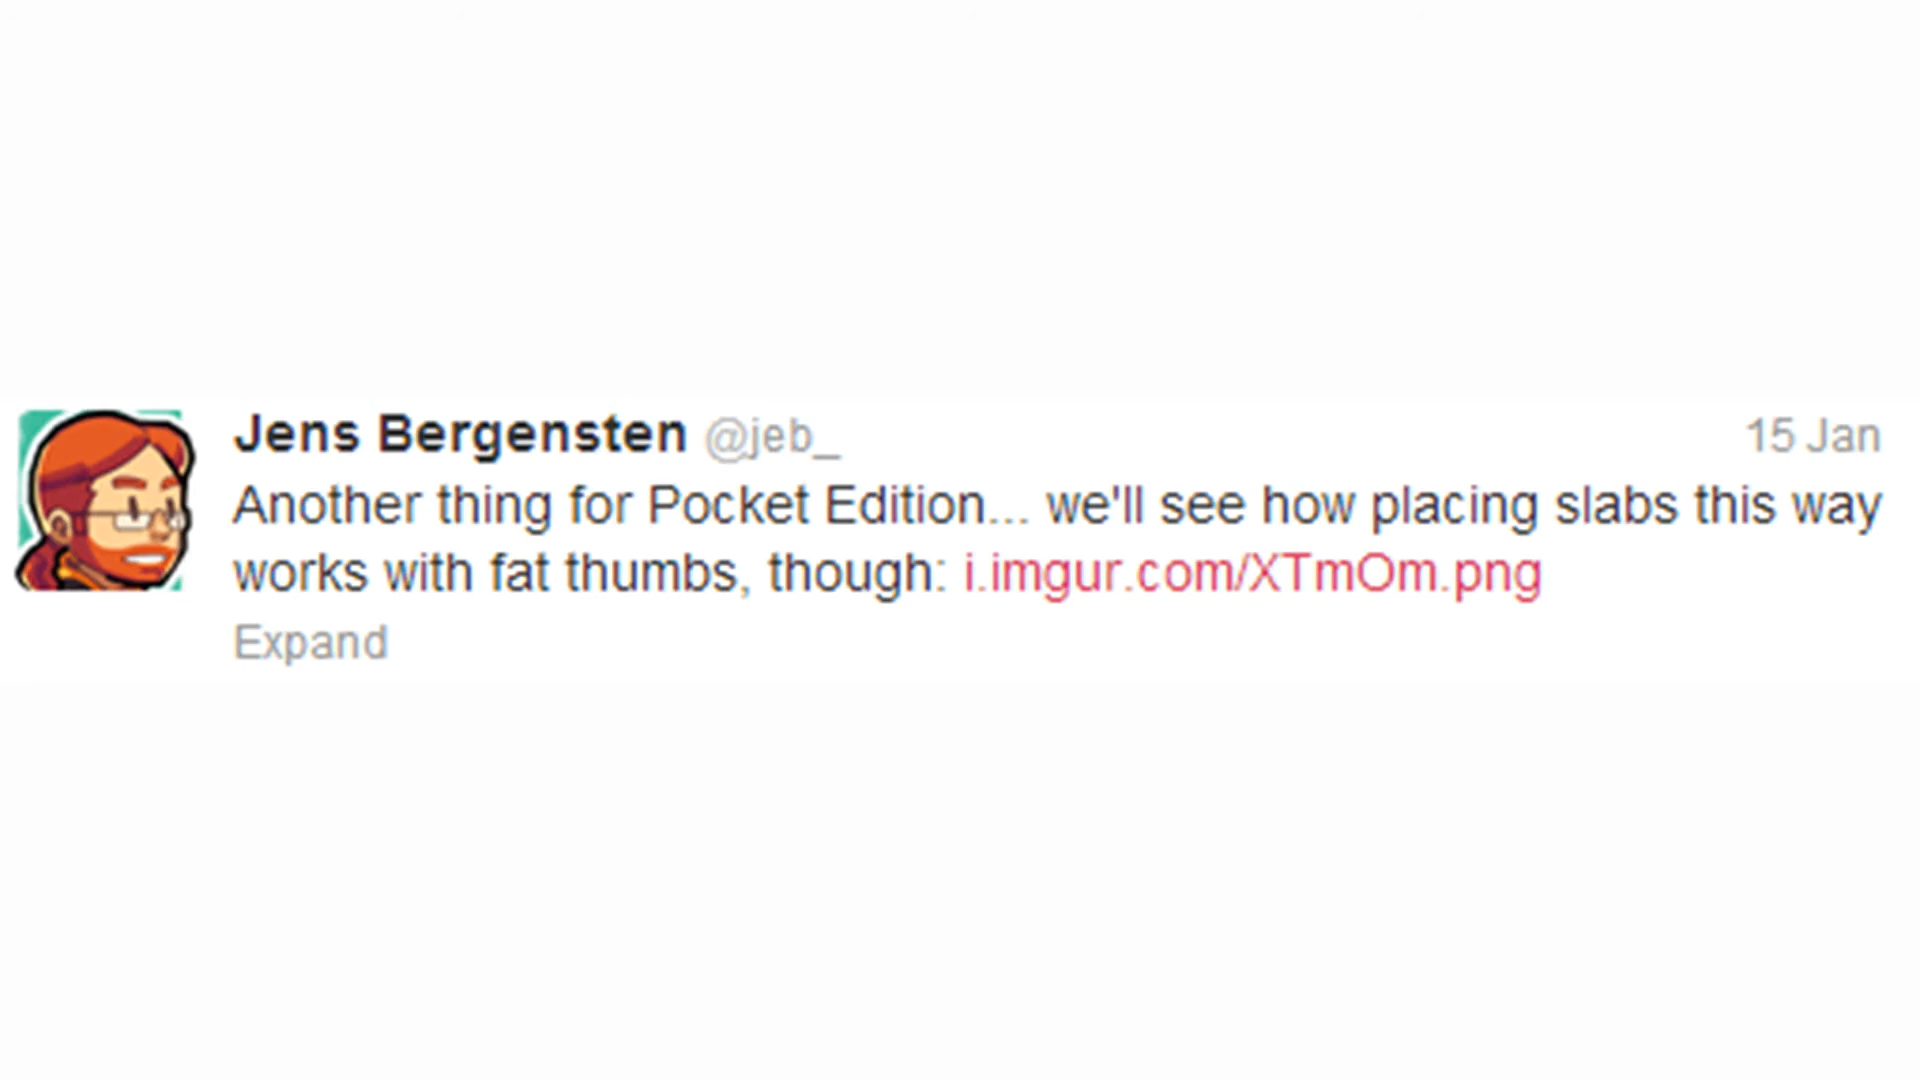 Jens Bergensten @jeb_ 15 Jan
Another thing for Pocket Edition... we'll see how placing slabs this way
works with fat thumbs, though: i.imgur.com/XTmOm.png
Expand